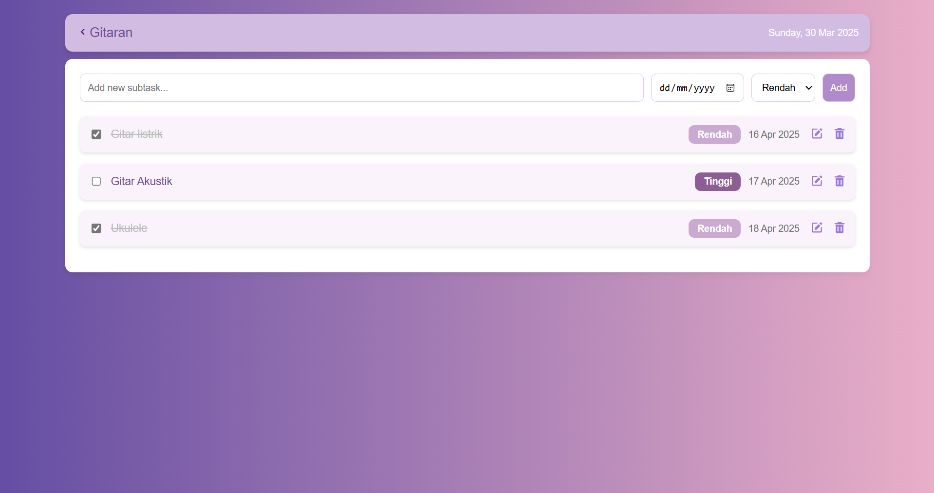 Gitaran
Sunday, 30 Mar 2025
Add new subtask... dd/mm/yyyy Rendah Add
Gitar listrik Rendah 16 Apr 2025
Gitar Akustik Tinggi 17 Apr 2025
Ukulele Rendah 18 Apr 2025